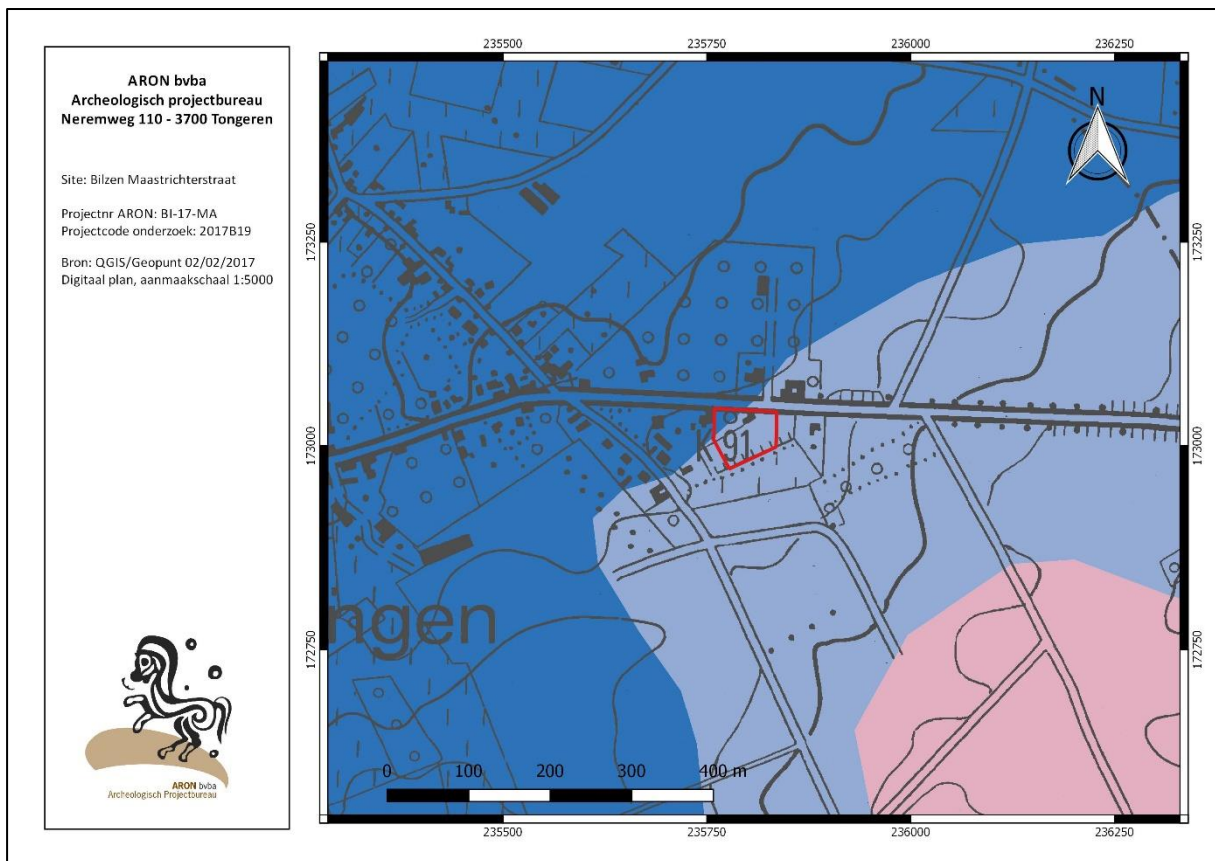 ARON bvba
Archeologisch projectbureau
Neremweg 110 - 3700 Tongeren
Site: Bilzen Maastrichterstraat
Projectnr ARON: BI-17-MA
Projectcode onderzoek: 2017B19
Bron: QGIS/Geopunt 02/02/2017
Digitaal plan, aanmaakschaal 1:5000
ARON bvba
Archeologisch Projectbureau
235500 235750 236000 236250
N
173250 173250
173000 173000
K 91
ngen
172750 172750
0 100 200 300 400 m
235500 235750 236000 236250